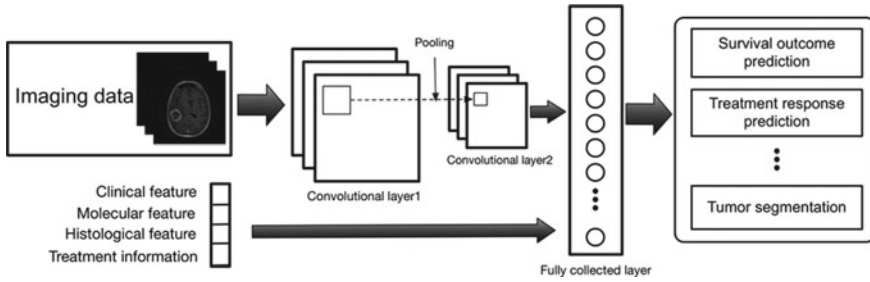 Imaging data
Clinical feature
Molecular feature
Histological feature
Treatment information
Pooling
Convolutional layer1
Convolutional layer2
Fully collected layer
Survival outcome
prediction
Treatment response
prediction
Tumor segmentation